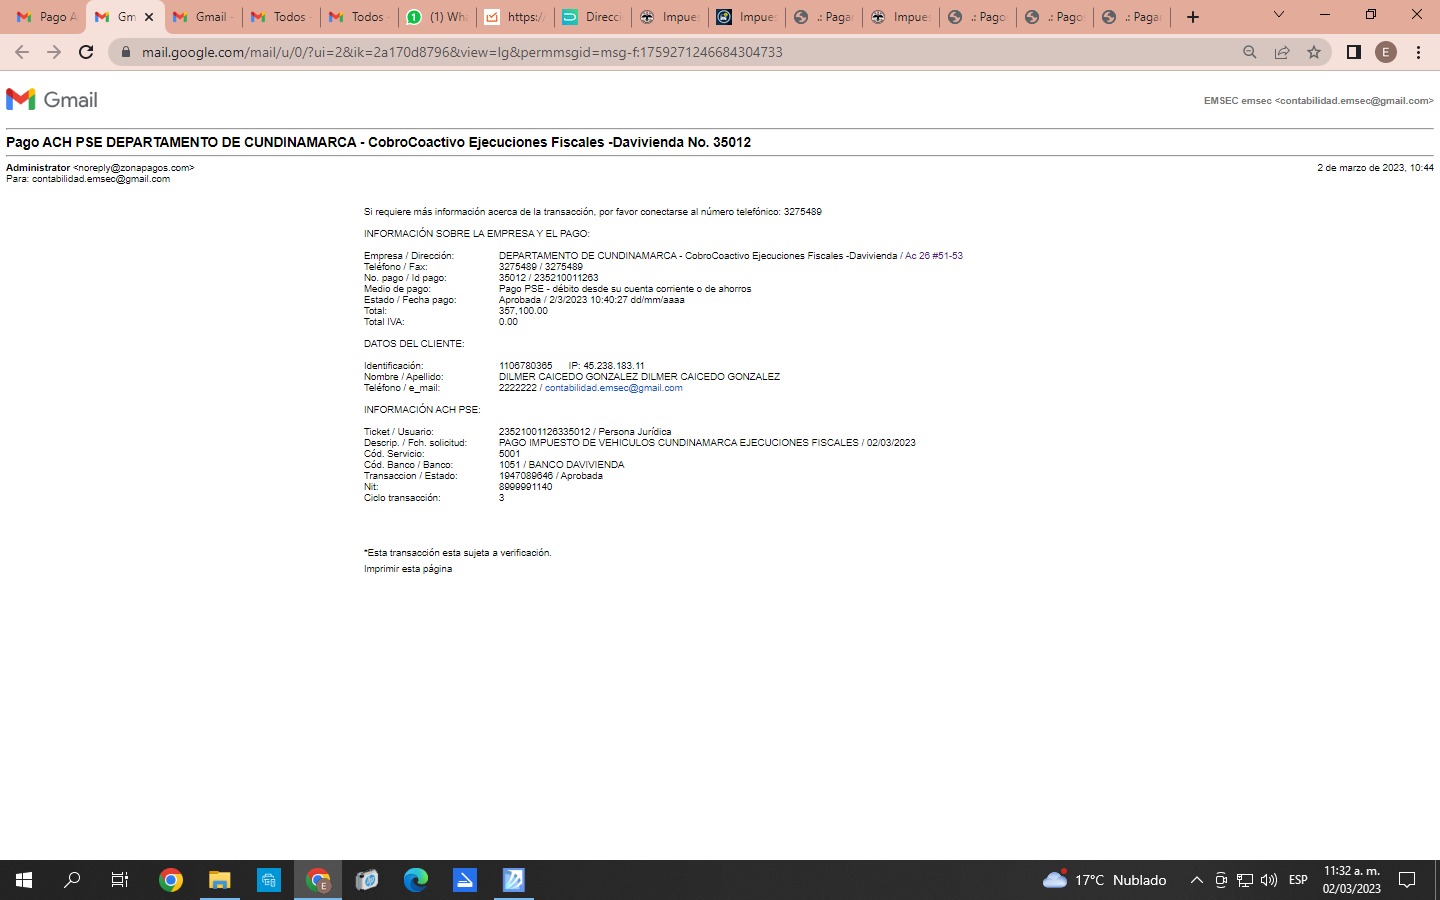 Pago A
Gm
Gmail -
Todos -
Todos -
(1) Wha
https:/
Direcci
Impues
Impues
.: Pagar
Impues
.: Pago
.: Pagos
.: Pagar
mail.google.com/mail/u/0/?ui=2&ik=2a170d8796&view=lg&permmsgid=msg-f:1759271246684304733
E
Gmail
EMSEC emsec <contabilidad.emsec@gmail.com>
Pago ACH PSE DEPARTAMENTO DE CUNDINAMARCA - CobroCoactivo Ejecuciones Fiscales -Davivienda No. 35012
Administrator <noreply@zonapagos.com> 2 de marzo de 2023, 10:44
Para: contabilidad.emsec@gmail.com
Si requiere más información acerca de la transacción, por favor conectarse al número telefónico: 3275489
INFORMACIÓN SOBRE LA EMPRESA Y EL PAGO:
Empresa / Dirección: DEPARTAMENTO DE CUNDINAMARCA - CobroCoactivo Ejecuciones Fiscales -Davivienda / Ac 26 #51-53
Teléfono / Fax: 3275489 / 3275489
No. pago / Id pago: 35012 / 235210011263
Medio de pago: Pago PSE - débito desde su cuenta corriente o de ahorros
Estado / Fecha pago: Aprobada / 2/3/2023 10:40:27 dd/mm/aaaa
Total: 357,100.00
Total IVA: 0.00
DATOS DEL CLIENTE:
Identificación: 1106780365 IP: 45.238.183.11
Nombre / Apellido: DILMER CAICEDO GONZALEZ DILMER CAICEDO GONZALEZ
Teléfono / e_mail: 2222222 / contabilidad.emsec@gmail.com
INFORMACIÓN ACH PSE:
Ticket / Usuario: 23521001126335012 / Persona Jurídica
Descrip. / Fch. solicitud: PAGO IMPUESTO DE VEHICULOS CUNDINAMARCA EJECUCIONES FISCALES / 02/03/2023
Cód. Servicio: 5001
Cód. Banco / Banco: 1051 / BANCO DAVIVIENDA
Transaccion / Estado: 1947089646 / Aprobada
Nit: 8999991140
Ciclo transacción: 3
*Esta transacción esta sujeta a verificación.
Imprimir esta página
E
17°C Nublado
ESP
11:32 a. m.
02/03/2023